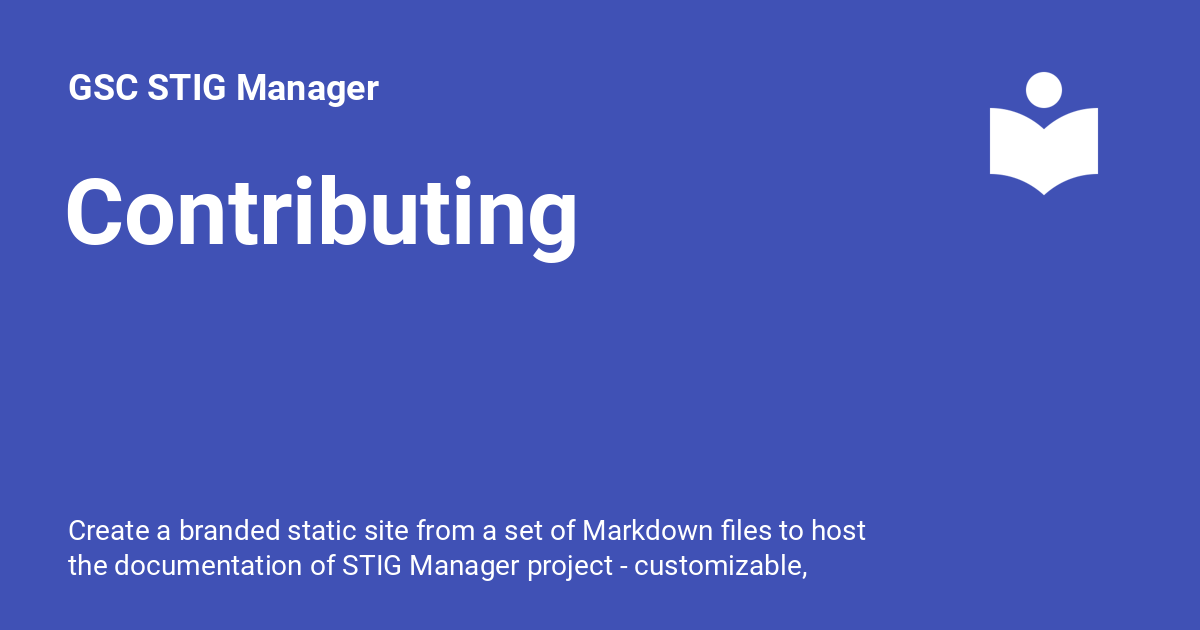 GSC STIG Manager
Contributing
Create a branded static site from a set of Markdown files to host
the documentation of STIG Manager project - customizable,